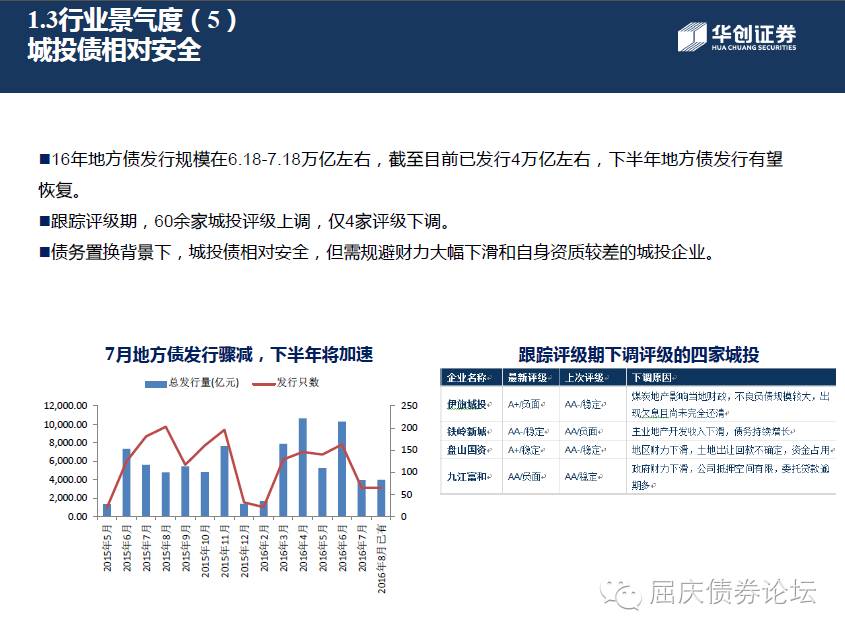 1.3行业景气度（5）
城投债相对安全
华创证券
HUA CHUANG SECURITIES
■16年地方债发行规模在6.18-7.18万亿左右，截至目前已发行4万亿左右，下半年地方债发行有望
恢复。
■跟踪评级期，60余家城投评级上调，仅4家评级下调。
■债务置换背景下，城投债相对安全，但需规避财力大幅下滑和自身资质较差的城投企业。
7月地方债发行骤减，下半年将加速
总发行量(亿元) 发行只数
12,000.00 250
10,000.00 200
8,000.00 150
6,000.00 100
4,000.00 50
2,000.00 0
0.00
2015年5月 2015年6月 2015年7月 2015年8月 2015年9月 2015年10月 2015年11月 2015年12月 2016年2月 2016年3月 2016年4月 2016年5月 2016年6月 2016年7月 2016年8月已有
跟踪评级期下调评级的四家城投
企业名称 最新评级 上次评级 下调原因
伊旗城投 A+/负面 AA-/稳定 煤炭地产影响当地财政，不良负债规模较大，出
现欠息且尚未完全还清
铁岭新城 AA-/稳定 AA/负面 主业地产开发收入下滑，债务持续增长
盘山国资 A+/稳定 AA-/稳定 地区财力下滑，土地出让回款不确定，资金占用
九江富和 AA/负面 AA/稳定 政府财力下滑，公司抵押空间有限，委托贷款逾
期多
屈庆债券论坛